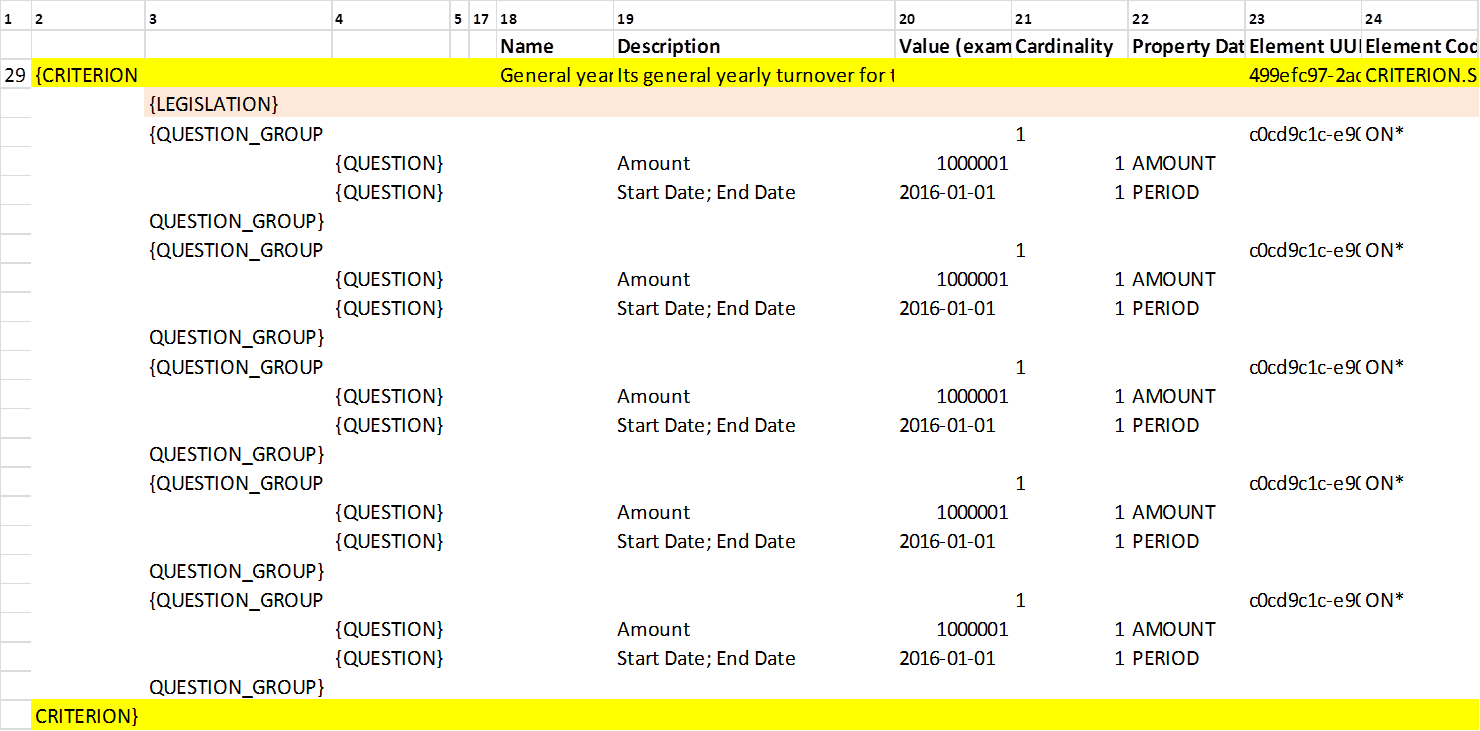 1 2 3 4 5 17 18 19 20 21 22 23 24
Name Description Value (exam Cardinality Property Dat Element UUI Element Cod
29 {CRITERION General year Its general yearly turnover for t 499efc97-2ac CRITERION.S
{LEGISLATION}
{QUESTION_GROUP 1 c0cd9c1c-e90 ON*
{QUESTION} Amount 1000001 1 AMOUNT
{QUESTION} Start Date; End Date 2016-01-01 1 PERIOD
QUESTION_GROUP}
{QUESTION_GROUP 1 c0cd9c1c-e90 ON*
{QUESTION} Amount 1000001 1 AMOUNT
{QUESTION} Start Date; End Date 2016-01-01 1 PERIOD
QUESTION_GROUP}
{QUESTION_GROUP 1 c0cd9c1c-e90 ON*
{QUESTION} Amount 1000001 1 AMOUNT
{QUESTION} Start Date; End Date 2016-01-01 1 PERIOD
QUESTION_GROUP}
{QUESTION_GROUP 1 c0cd9c1c-e90 ON*
{QUESTION} Amount 1000001 1 AMOUNT
{QUESTION} Start Date; End Date 2016-01-01 1 PERIOD
QUESTION_GROUP}
{QUESTION_GROUP 1 c0cd9c1c-e90 ON*
{QUESTION} Amount 1000001 1 AMOUNT
{QUESTION} Start Date; End Date 2016-01-01 1 PERIOD
QUESTION_GROUP}
CRITERION}